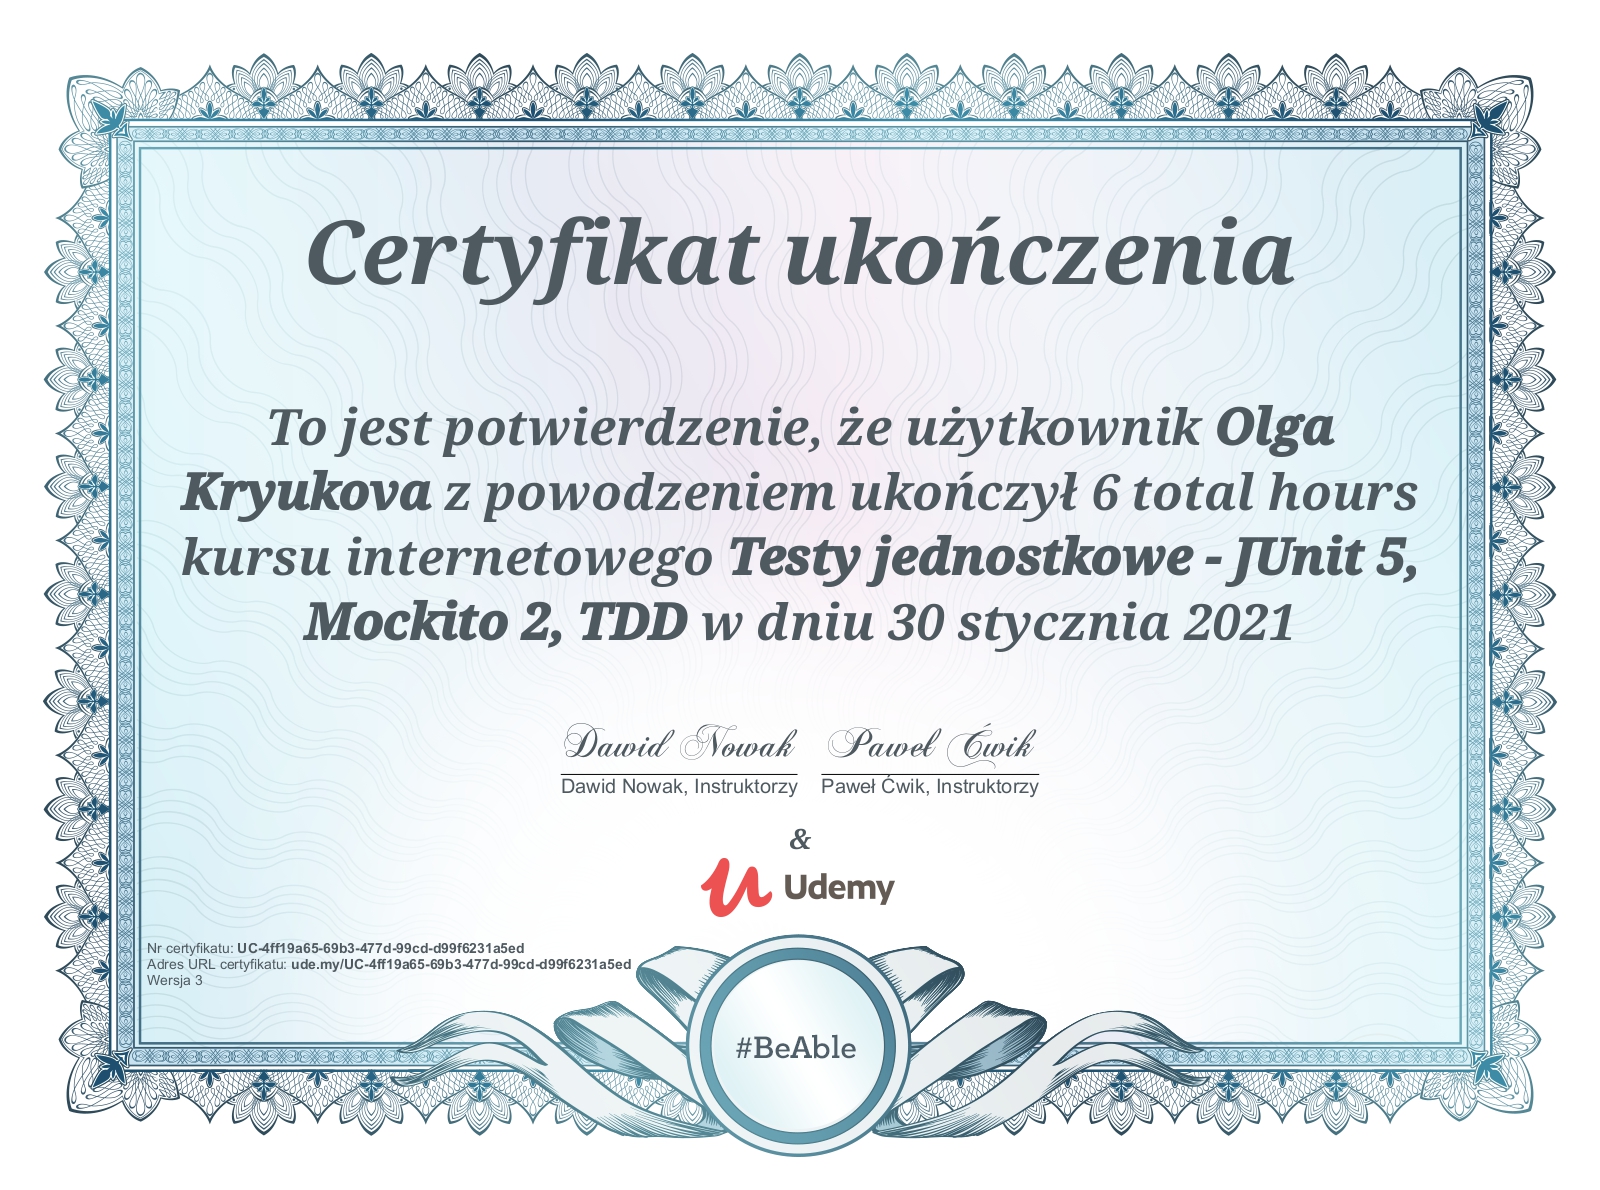 Certyfikat ukończenia
To jest potwierdzenie, że użytkownik Olga
Kryukova z powodzeniem ukończył 6 total hours
kursu internetowego Testy jednostkowe - JUnit 5,
Mockito 2, TDD w dniu 30 stycznia 2021
Dawid Nowak Paweł Ćwik
Dawid Nowak, Instruktorzy Paweł Ćwik, Instruktorzy
&
Udemy
Nr certyfikatu: UC-4ff19a65-69b3-477d-99cd-d99f6231a5ed
Adres URL certyfikatu: ude.my/UC-4ff19a65-69b3-477d-99cd-d99f6231a5ed
Wersja 3
#BeAble